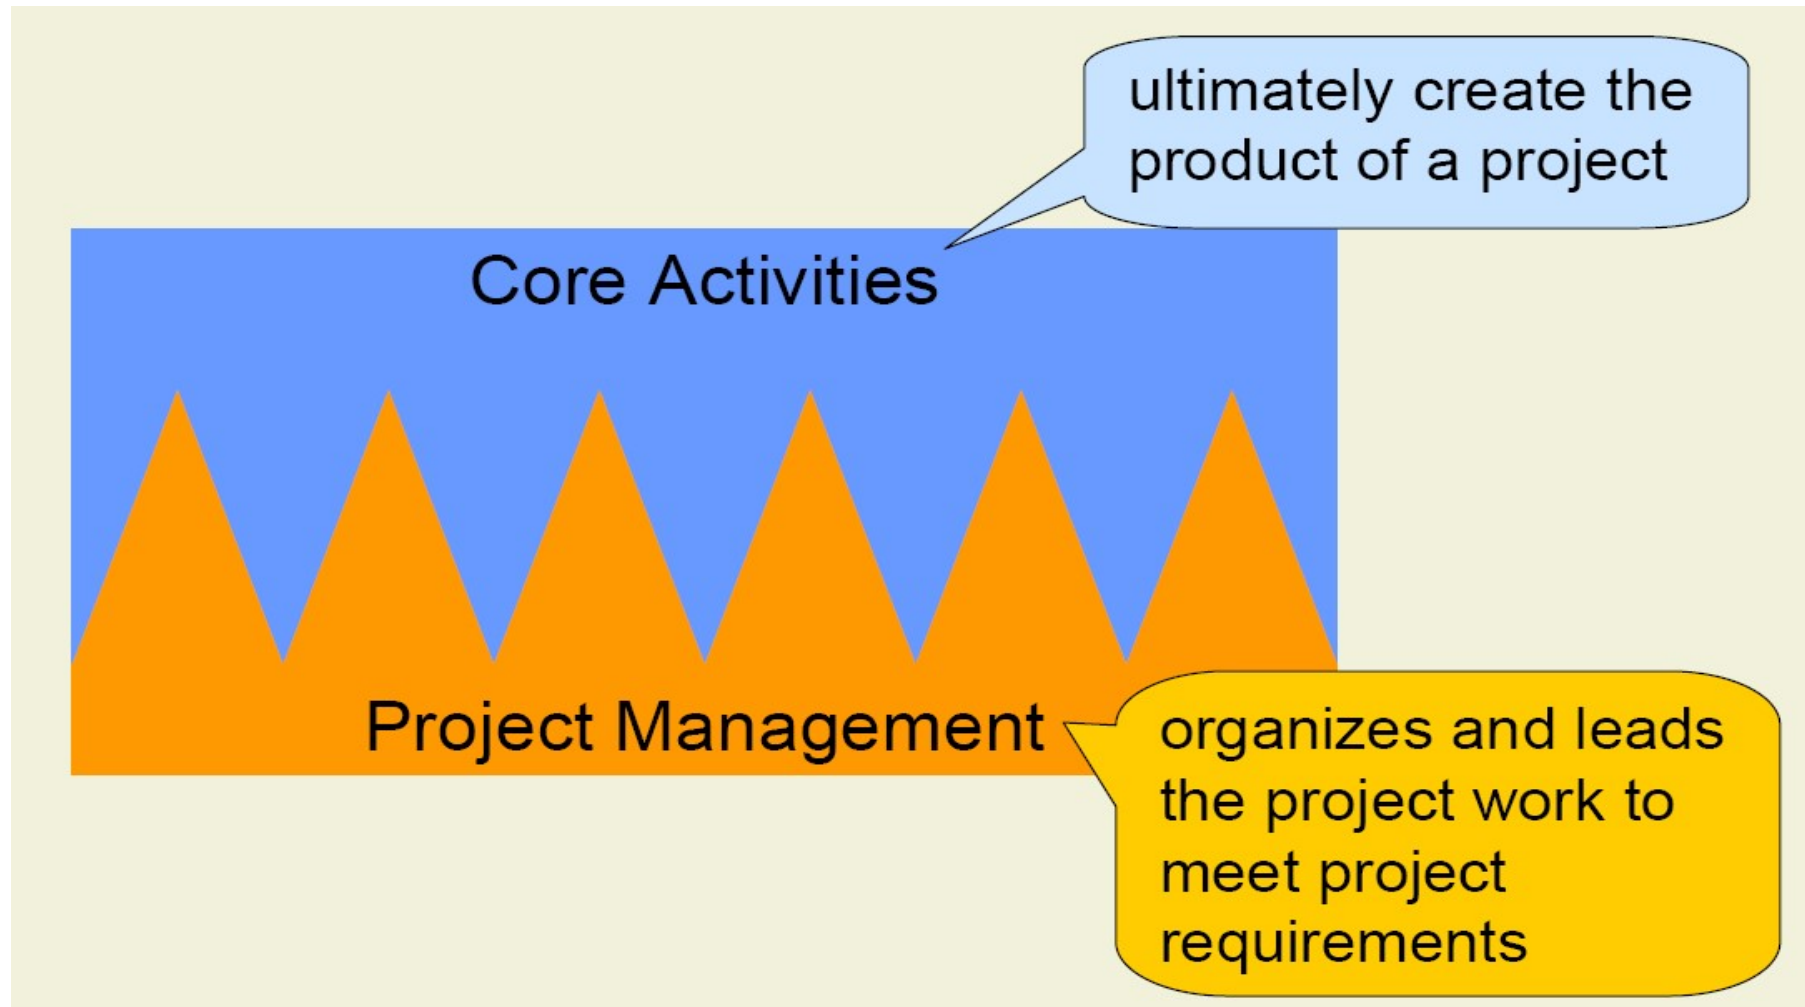 ultimately create the
product of a project
Core Activities
Project Management
organizes and leads
the project work to
meet project
requirements